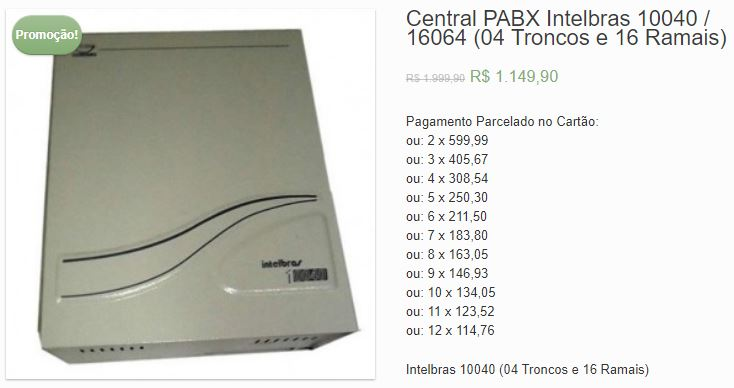 Promoção!
Central PABX Intelbras 10040 /
16064 (04 Troncos e 16 Ramais)
R$ 1.999,90 R$ 1.149,90
Pagamento Parcelado no Cartão:
ou: 2 x 599,99
ou: 3 x 405,67
ou: 4 x 308,54
ou: 5 x 250,30
ou: 6 x 211,50
ou: 7 x 183,80
ou: 8 x 163,05
ou: 9 x 146,93
ou: 10 x 134,05
ou: 11 x 123,52
ou: 12 x 114,76
Intelbras 10040 (04 Troncos e 16 Ramais)
intelbras